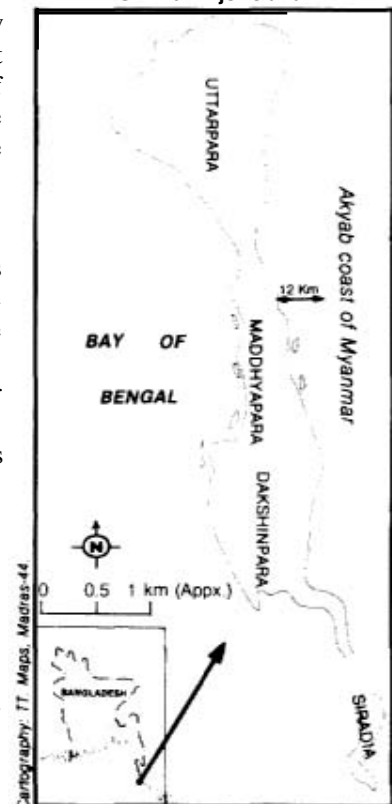 UTTARPARA
Akyab coast of Myanmar
12 Km
BAY OF
BENGAL
MADDHYAPARA
DAKSHINPARA
N
0 0.5 1 km (Appx.)
BANGLADESH
SIRADIA
Cartography: TT. Maps, Madras-44.